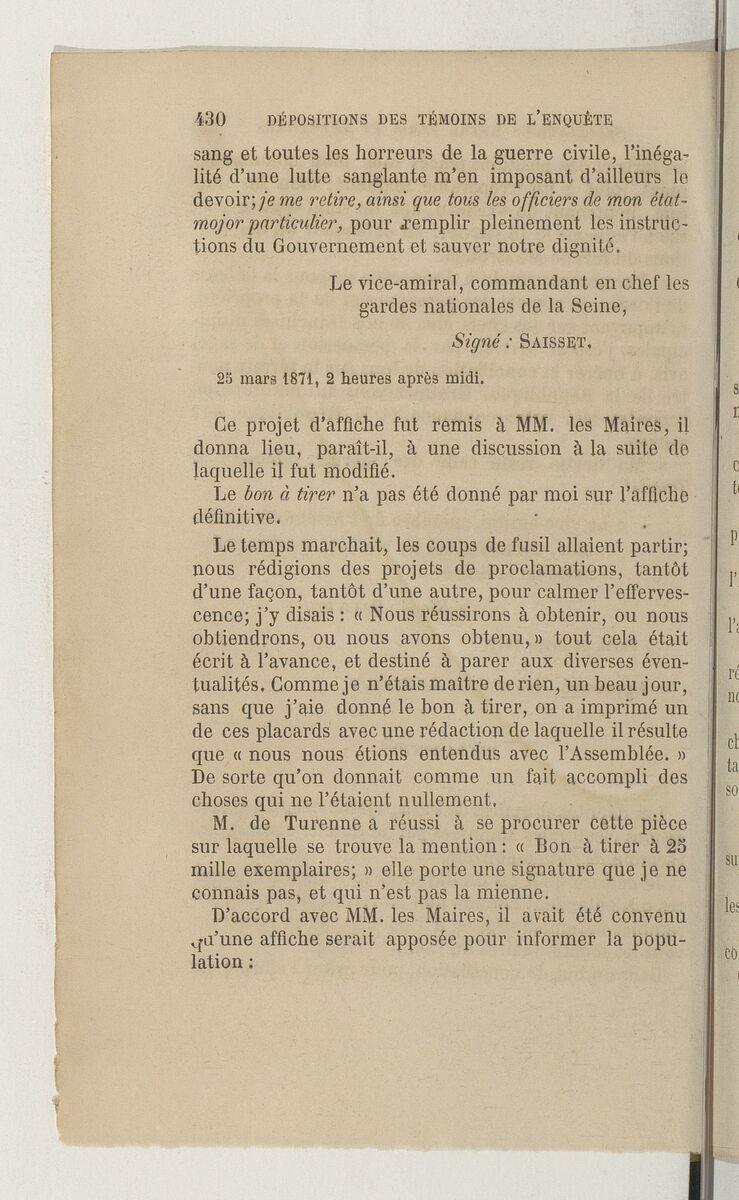 430 DÉPOSITIONS DES TÉMOINS DE L'ENQUÊTE
sang et toutes les horreurs de la guerre civile, l'inéga-
lité d'une lutte sanglante m'en imposant d'ailleurs le
devoir; je me retire, ainsi que tous les officiers de mon état-
mojor particulier, pour remplir pleinement les instruc-
tions du Gouvernement et sauver notre dignité.
Le vice-amiral, commandant en chef les
gardes nationales de la Seine,
Signé : SAISSET.
25 mars 1871, 2 heures après midi.
Ce projet d'affiche fut remis à MM. les Maires, il
donna lieu, paraît-il, à une discussion à la suite de
laquelle il fut modifié.
Le bon à tirer n'a pas été donné par moi sur l'affiche
définitive.
Le temps marchait, les coups de fusil allaient partir;
nous rédigions des projets de proclamations, tantôt
d'une façon, tantôt d'une autre, pour calmer l'efferves-
cence; j'y disais : « Nous réussirons à obtenir, ou nous
obtiendrons, ou nous avons obtenu, » tout cela était
écrit à l'avance, et destiné à parer aux diverses éven-
tualités. Comme je n'étais maître de rien, un beau jour,
sans que j'aie donné le bon à tirer, on a imprimé un
de ces placards avec une rédaction de laquelle il résulte
que « nous nous étions entendus avec l'Assemblée. »
De sorte qu'on donnait comme un fait accompli des
choses qui ne l'étaient nullement.
M. de Turenne a réussi à se procurer cette pièce
sur laquelle se trouve la mention : « Bon à tirer à 25
mille exemplaires; » elle porte une signature que je ne
connais pas, et qui n'est pas la mienne.
D'accord avec MM. les Maires, il avait été convenu
qu'une affiche serait apposée pour informer la popu-
lation :